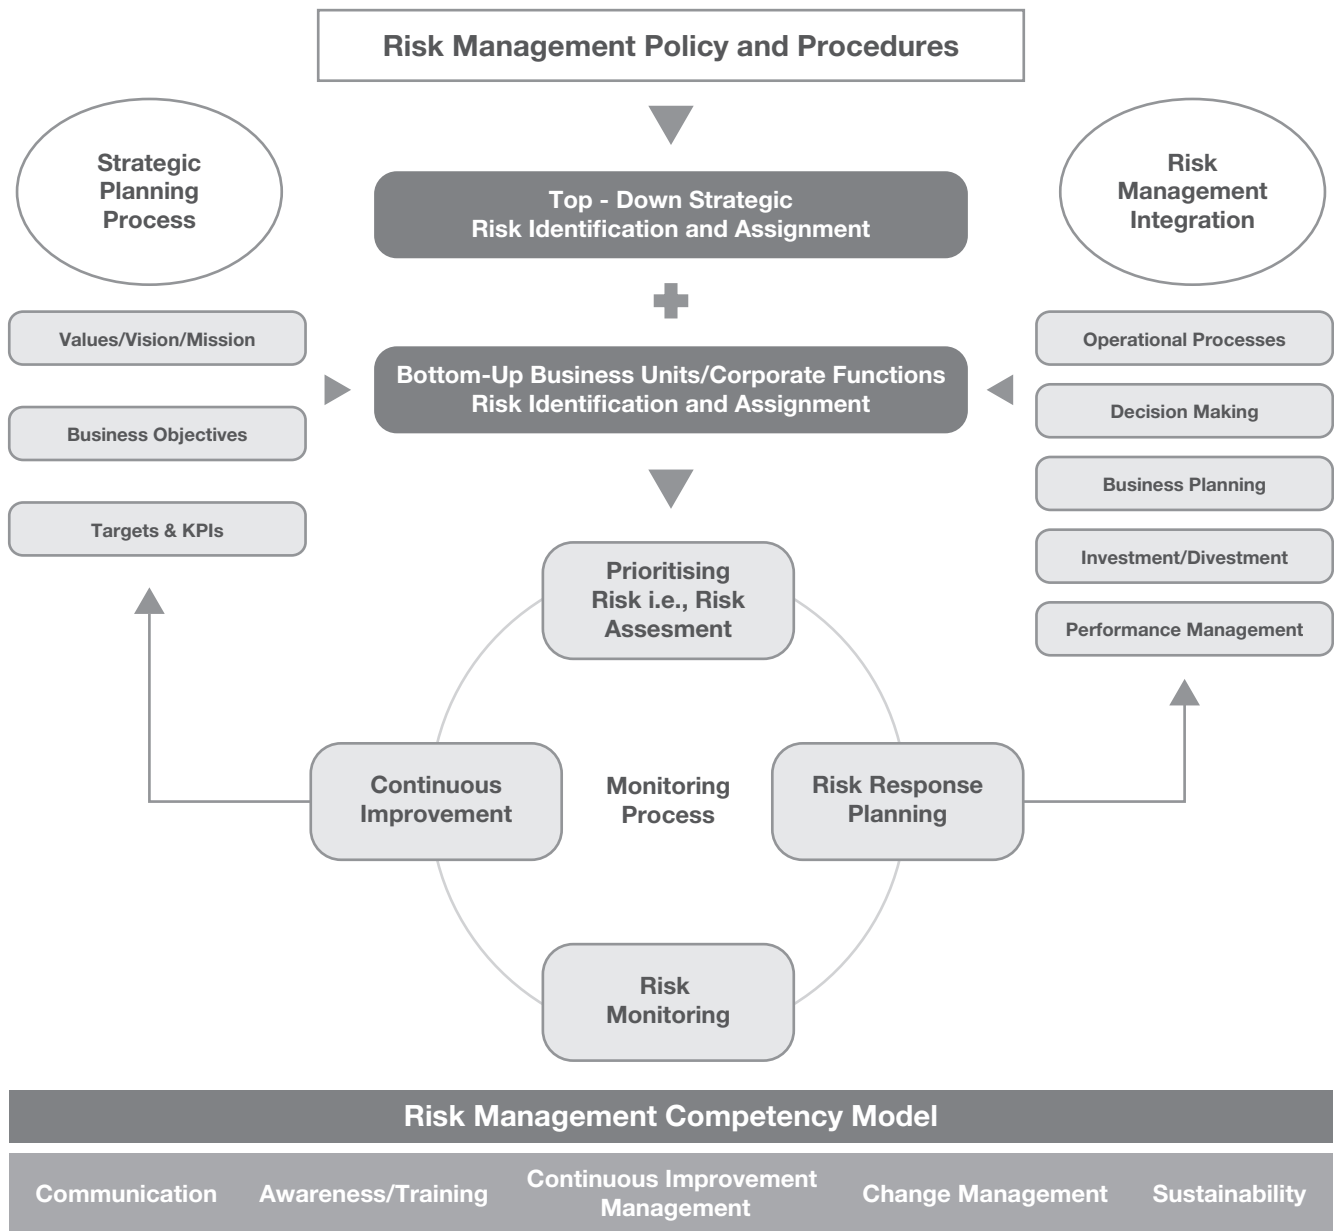 Risk Management Policy and Procedures
Strategic
Planning
Process
Values/Vision/Mission
Business Objectives
Targets & KPIs
Top - Down Strategic
Risk Identification and Assignment
Bottom-Up Business Units/Corporate Functions
Risk Identification and Assignment
Risk
Management
Integration
Operational Processes
Decision Making
Business Planning
Investment/Divestment
Performance Management
Prioritising
Risk i.e., Risk
Assesment
Continuous
Improvement
Monitoring
Process
Risk Response
Planning
Risk
Monitoring
Risk Management Competency Model
Communication
Awareness/Training
Continuous Improvement
Management
Change Management
Sustainability